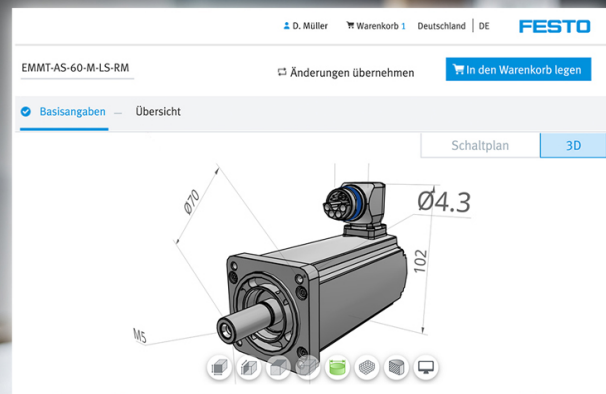 D. Müller Warenkorb 1 Deutschland | DE FESTO
EMMT-AS-60-M-LS-RM
Änderungen übernehmen
In den Warenkorb legen
Basisangaben — Übersicht
Schaltplan 3D
Ø70
Ø4.3
102
M5